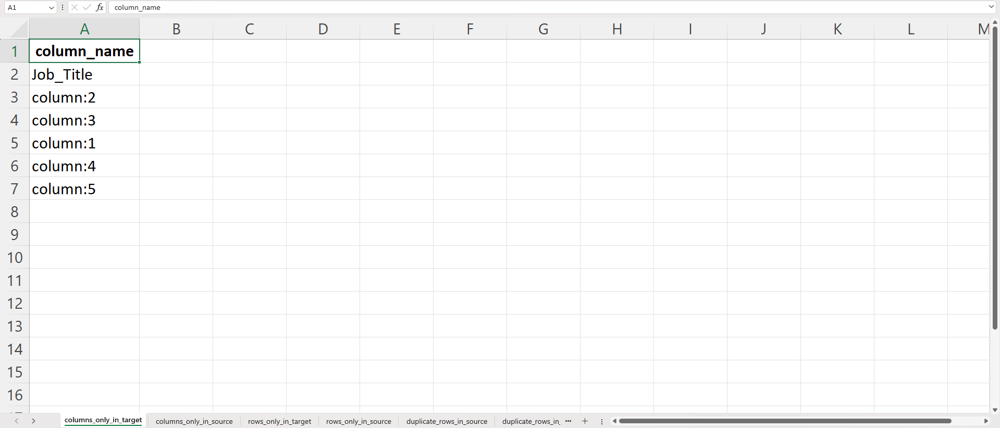 A1 fx column_name
A B C D E F G H I J K L M
1 column_name
2 Job_Title
3 column:2
4 column:3
5 column:1
6 column:4
7 column:5
8
9
10
11
12
13
14
15
16
columns_only_in_target columns_only_in_source rows_only_in_target rows_only_in_source duplicate_rows_in_source duplicate_rows_in_ ...